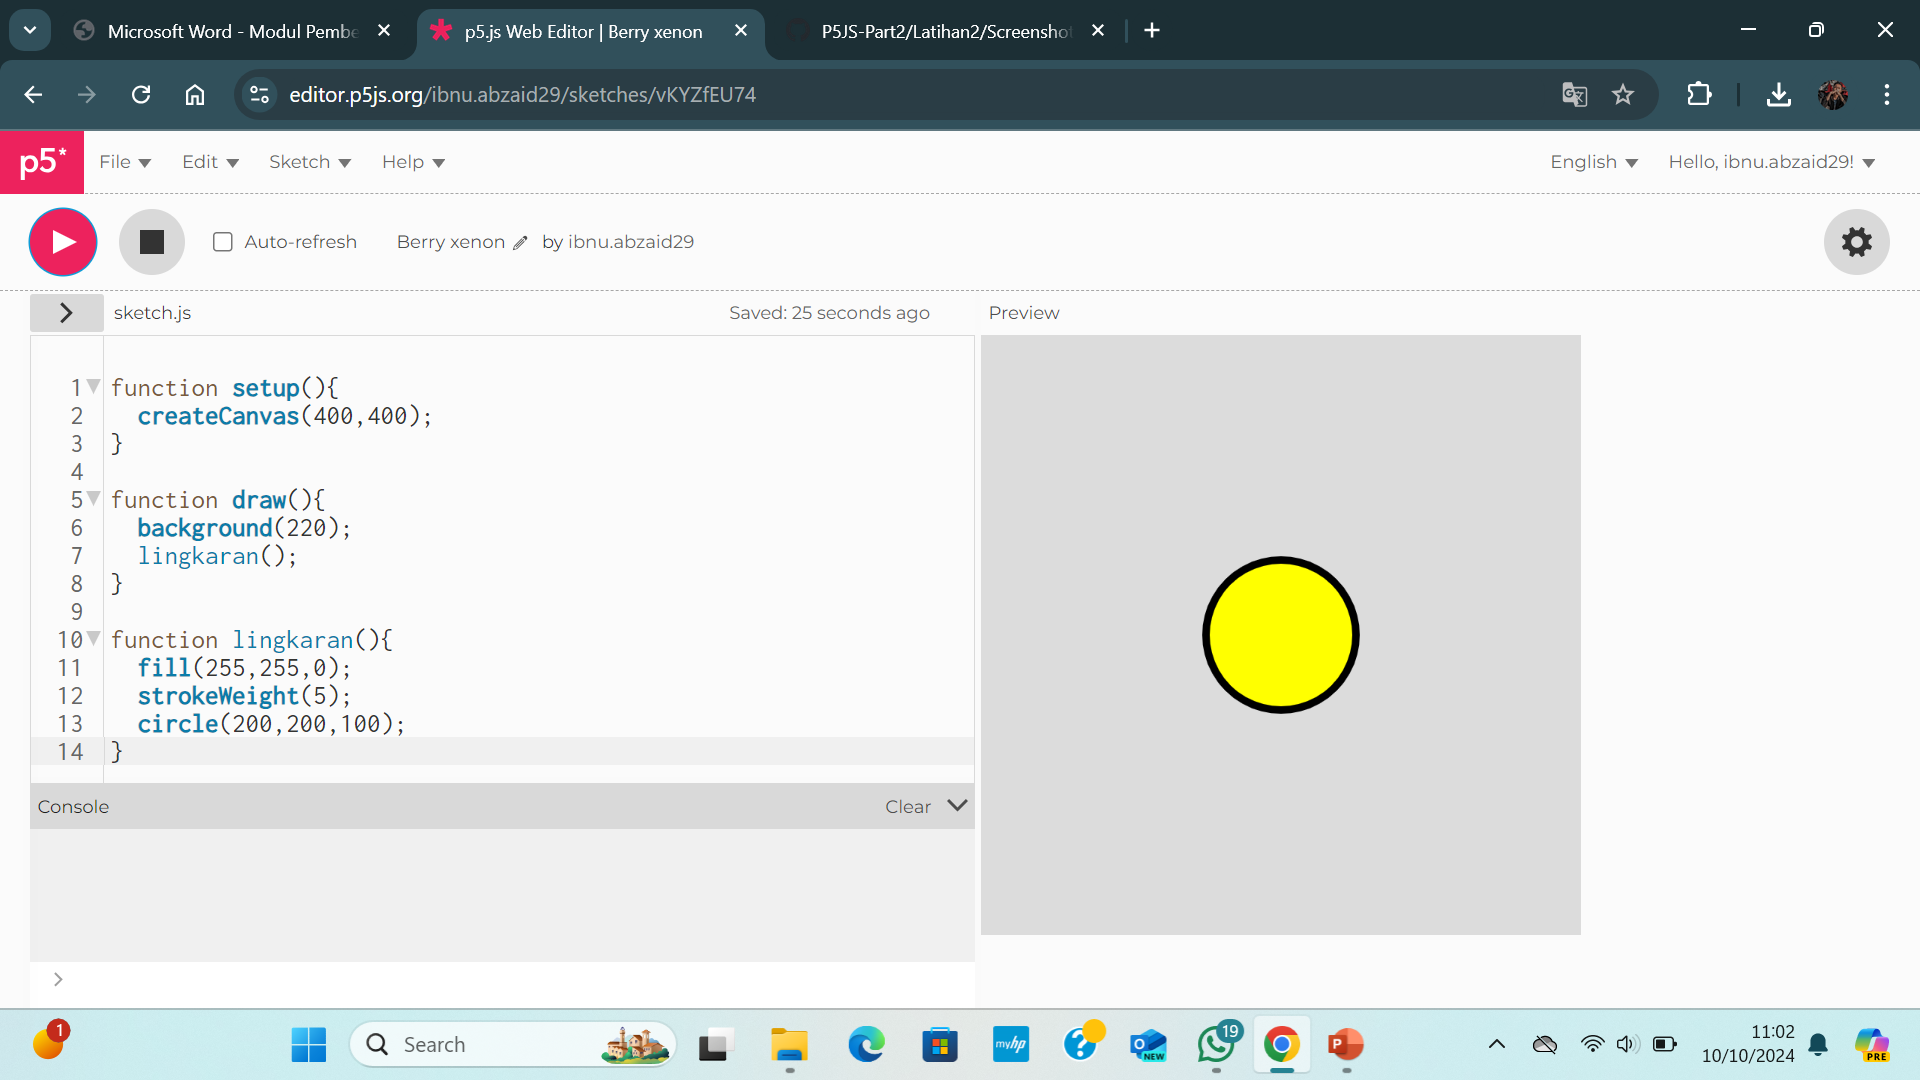 Microsoft Word - Modul Pembe
p5.js Web Editor | Berry xenon
P5JS-Part2/Latihan2/Screensho
editor.p5js.org/ibnu.abzaid29/sketches/vKYZfEU74
p5*
File
Edit
Sketch
Help
English
Hello, ibnu.abzaid29!
Auto-refresh
Berry xenon
by ibnu.abzaid29
sketch.js
Saved: 25 seconds ago
Preview
1 function setup(){
2 createCanvas(400,400);
3 }
4
5 function draw(){
6 background(220);
7 lingkaran();
8 }
9
10 function lingkaran(){
11 fill(255,255,0);
12 strokeWeight(5);
13 circle(200,200,100);
14 }
Console
Clear
>
1
Search
myhp
?
O
NEW
19
P
11:02
10/10/2024
PRE